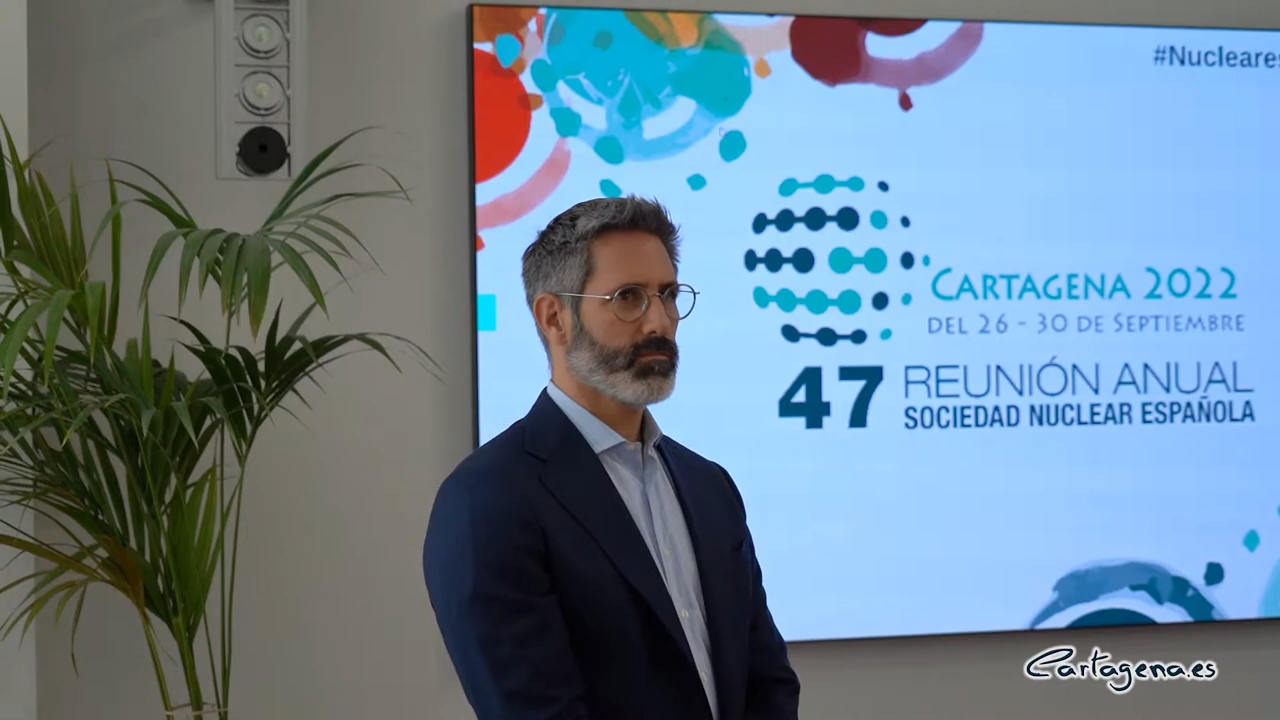 #Nucleares
CARTAGENA 2022
DEL 26 - 30 DE SEPTIEMBRE
47 REUNIÓN ANUAL
SOCIEDAD NUCLEAR ESPAÑOLA
Cartagena.es